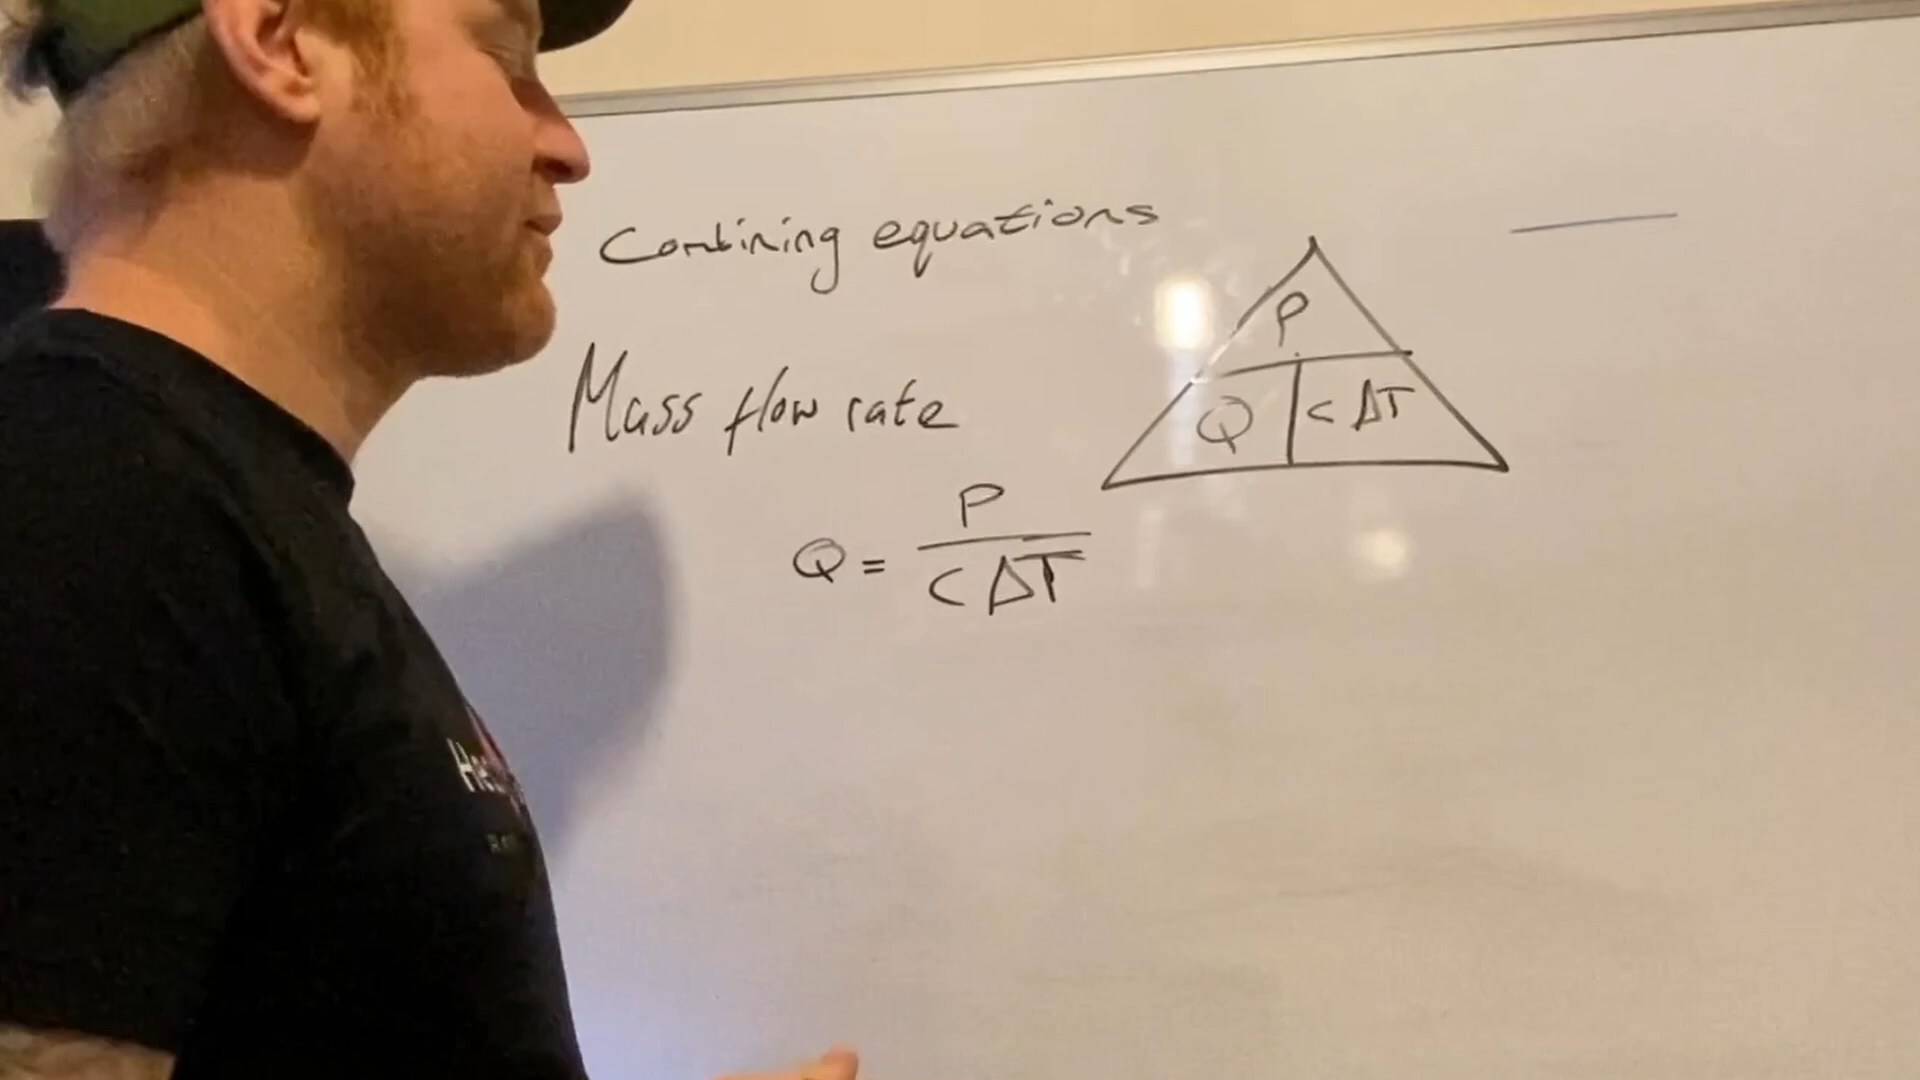 Combining equations
Mass flow rate
P
Q
C ΔT
Q = P / C ΔT